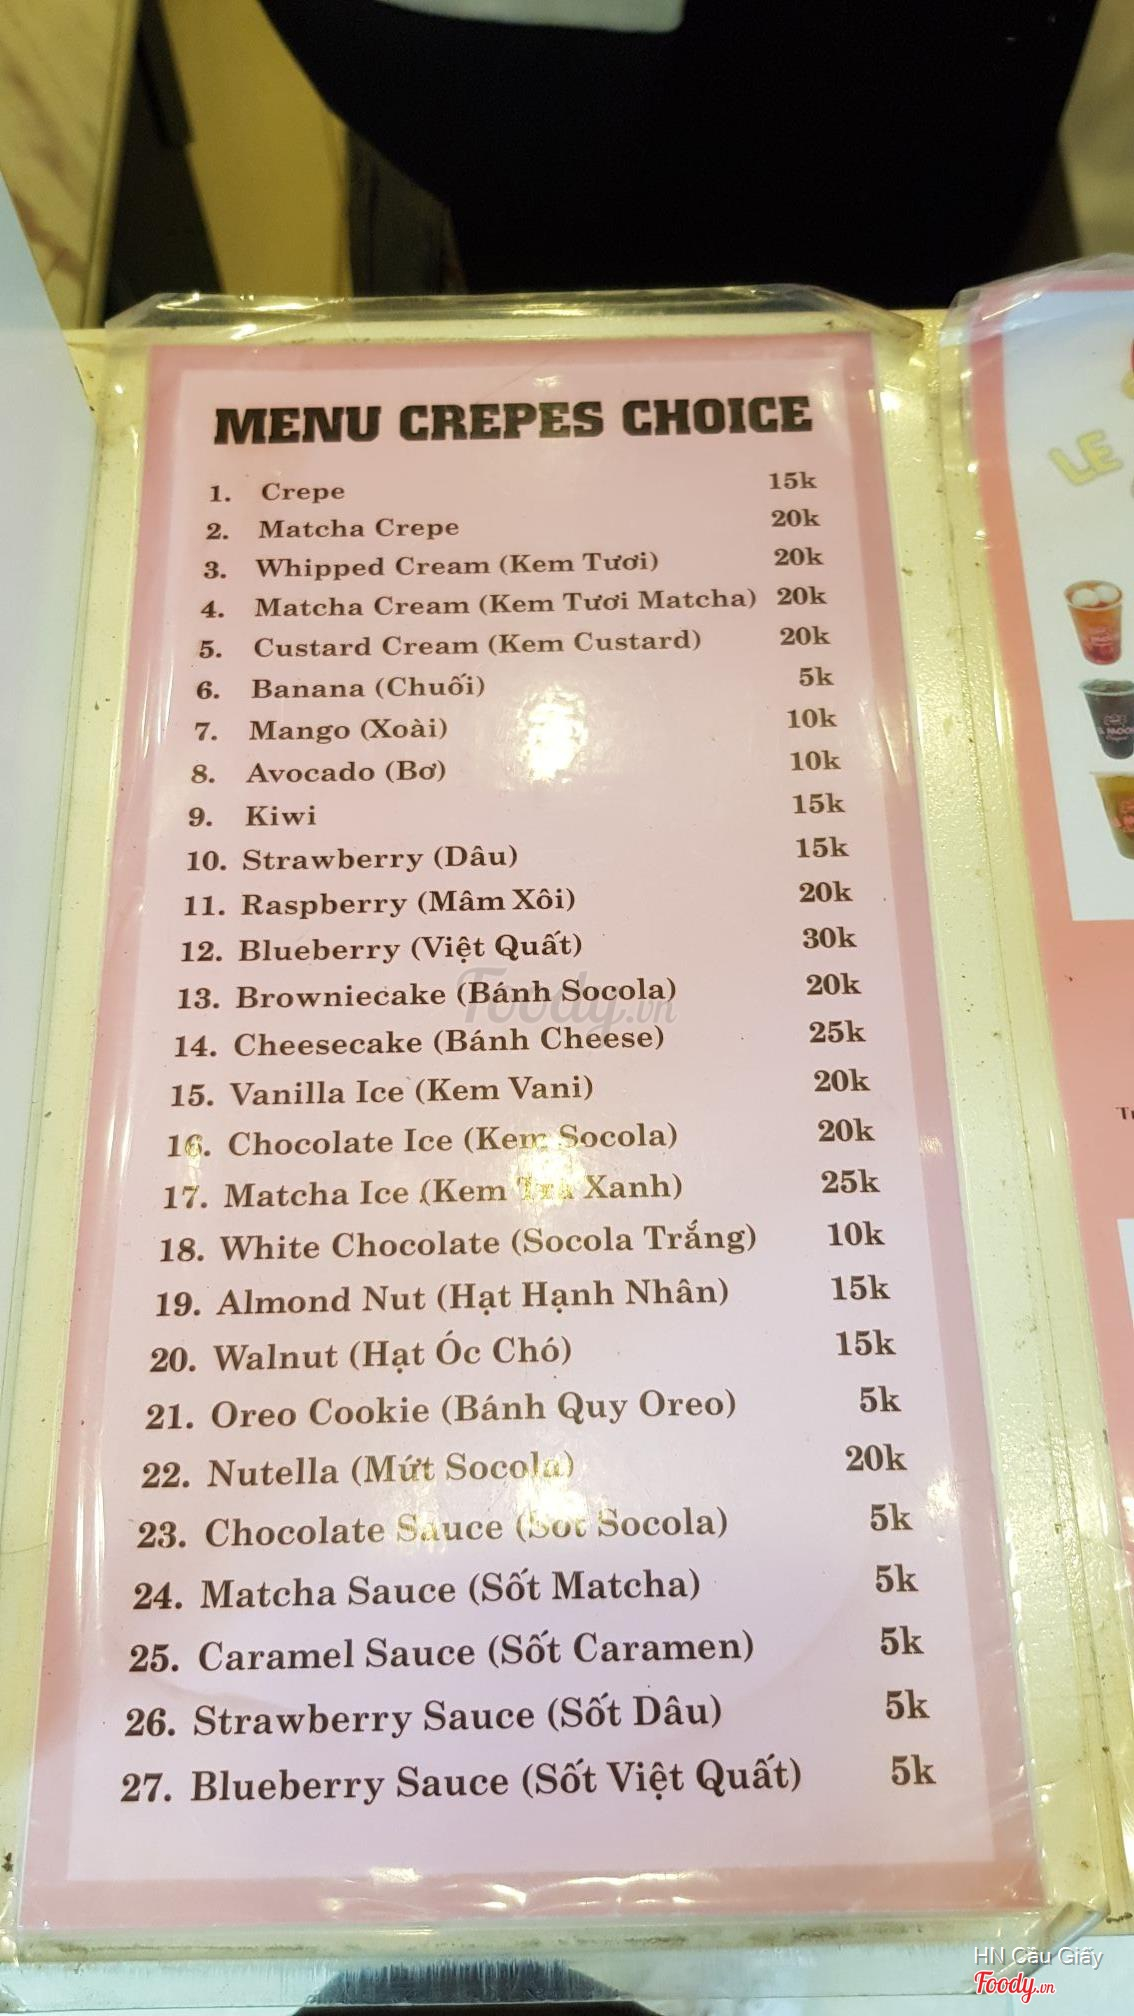 MENU CREPES CHOICE
1. Crepe 15k
2. Matcha Crepe 20k
3. Whipped Cream (Kem Tươi) 20k
4. Matcha Cream (Kem Tươi Matcha) 20k
5. Custard Cream (Kem Custard) 20k
6. Banana (Chuối) 5k
7. Mango (Xoài) 10k
8. Avocado (Bơ) 10k
9. Kiwi 15k
10. Strawberry (Dâu) 15k
11. Raspberry (Mâm Xôi) 20k
12. Blueberry (Việt Quất) 30k
13. Browniecake (Bánh Socola) 20k
14. Cheesecake (Bánh Cheese) 25k
15. Vanilla Ice (Kem Vani) 20k
16. Chocolate Ice (Kem Socola) 20k
17. Matcha Ice (Kem Trà Xanh) 25k
18. White Chocolate (Socola Trắng) 10k
19. Almond Nut (Hạt Hạnh Nhân) 15k
20. Walnut (Hạt Óc Chó) 15k
21. Oreo Cookie (Bánh Quy Oreo) 5k
22. Nutella (Mứt Socola) 20k
23. Chocolate Sauce (Sốt Socola) 5k
24. Matcha Sauce (Sốt Matcha) 5k
25. Caramel Sauce (Sốt Caramen) 5k
26. Strawberry Sauce (Sốt Dâu) 5k
27. Blueberry Sauce (Sốt Việt Quất) 5k
Foody.vn
LE
HN Cầu Giấy
Foody.vn